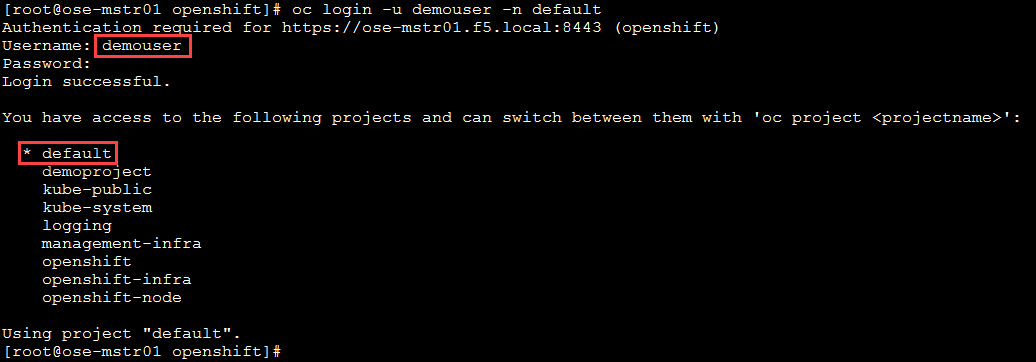 [root@ose-mstr01 openshift]# oc login -u demouser -n default
Authentication required for https://ose-mstr01.f5.local:8443 (openshift)
Username: demouser
Password:
Login successful.
You have access to the following projects and can switch between them with 'oc project <projectname>':
* default
demoproject
kube-public
kube-system
logging
management-infra
openshift
openshift-infra
openshift-node
Using project "default".
[root@ose-mstr01 openshift]#